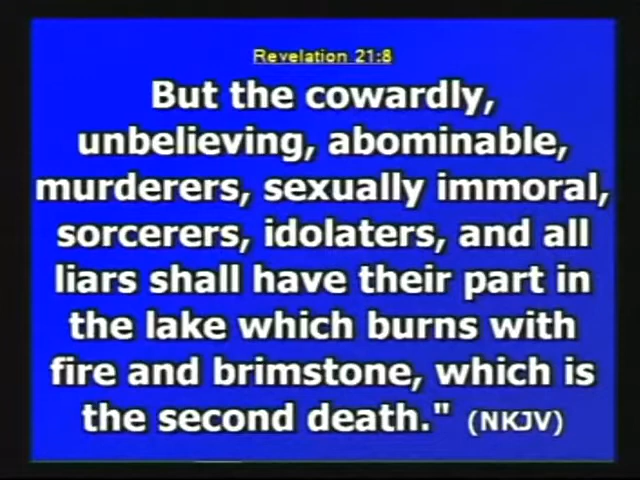 Revelation 21:8
But the cowardly,
unbelieving, abominable,
murderers, sexually immoral,
sorcerers, idolaters, and all
liars shall have their part in
the lake which burns with
fire and brimstone, which is
the second death." (NKJV)